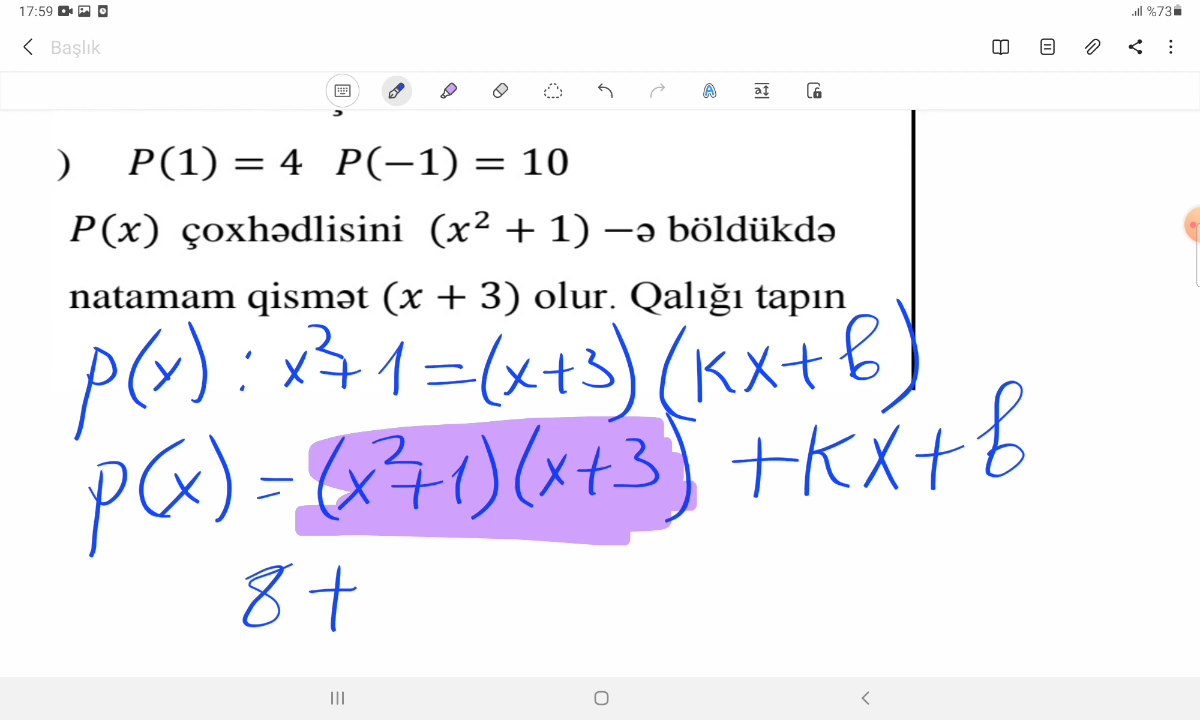 17:59 %73
Başlık
) P(1) = 4 P(−1) = 10
P(x) çoxhədlisini (x² + 1) −ə böldükdə
natamam qismət (x + 3) olur. Qalığı tapın
p(x) : x²+1=(x+3)(kx+b)
p(x) = (x²+1)(x+3) +kx+b
8+